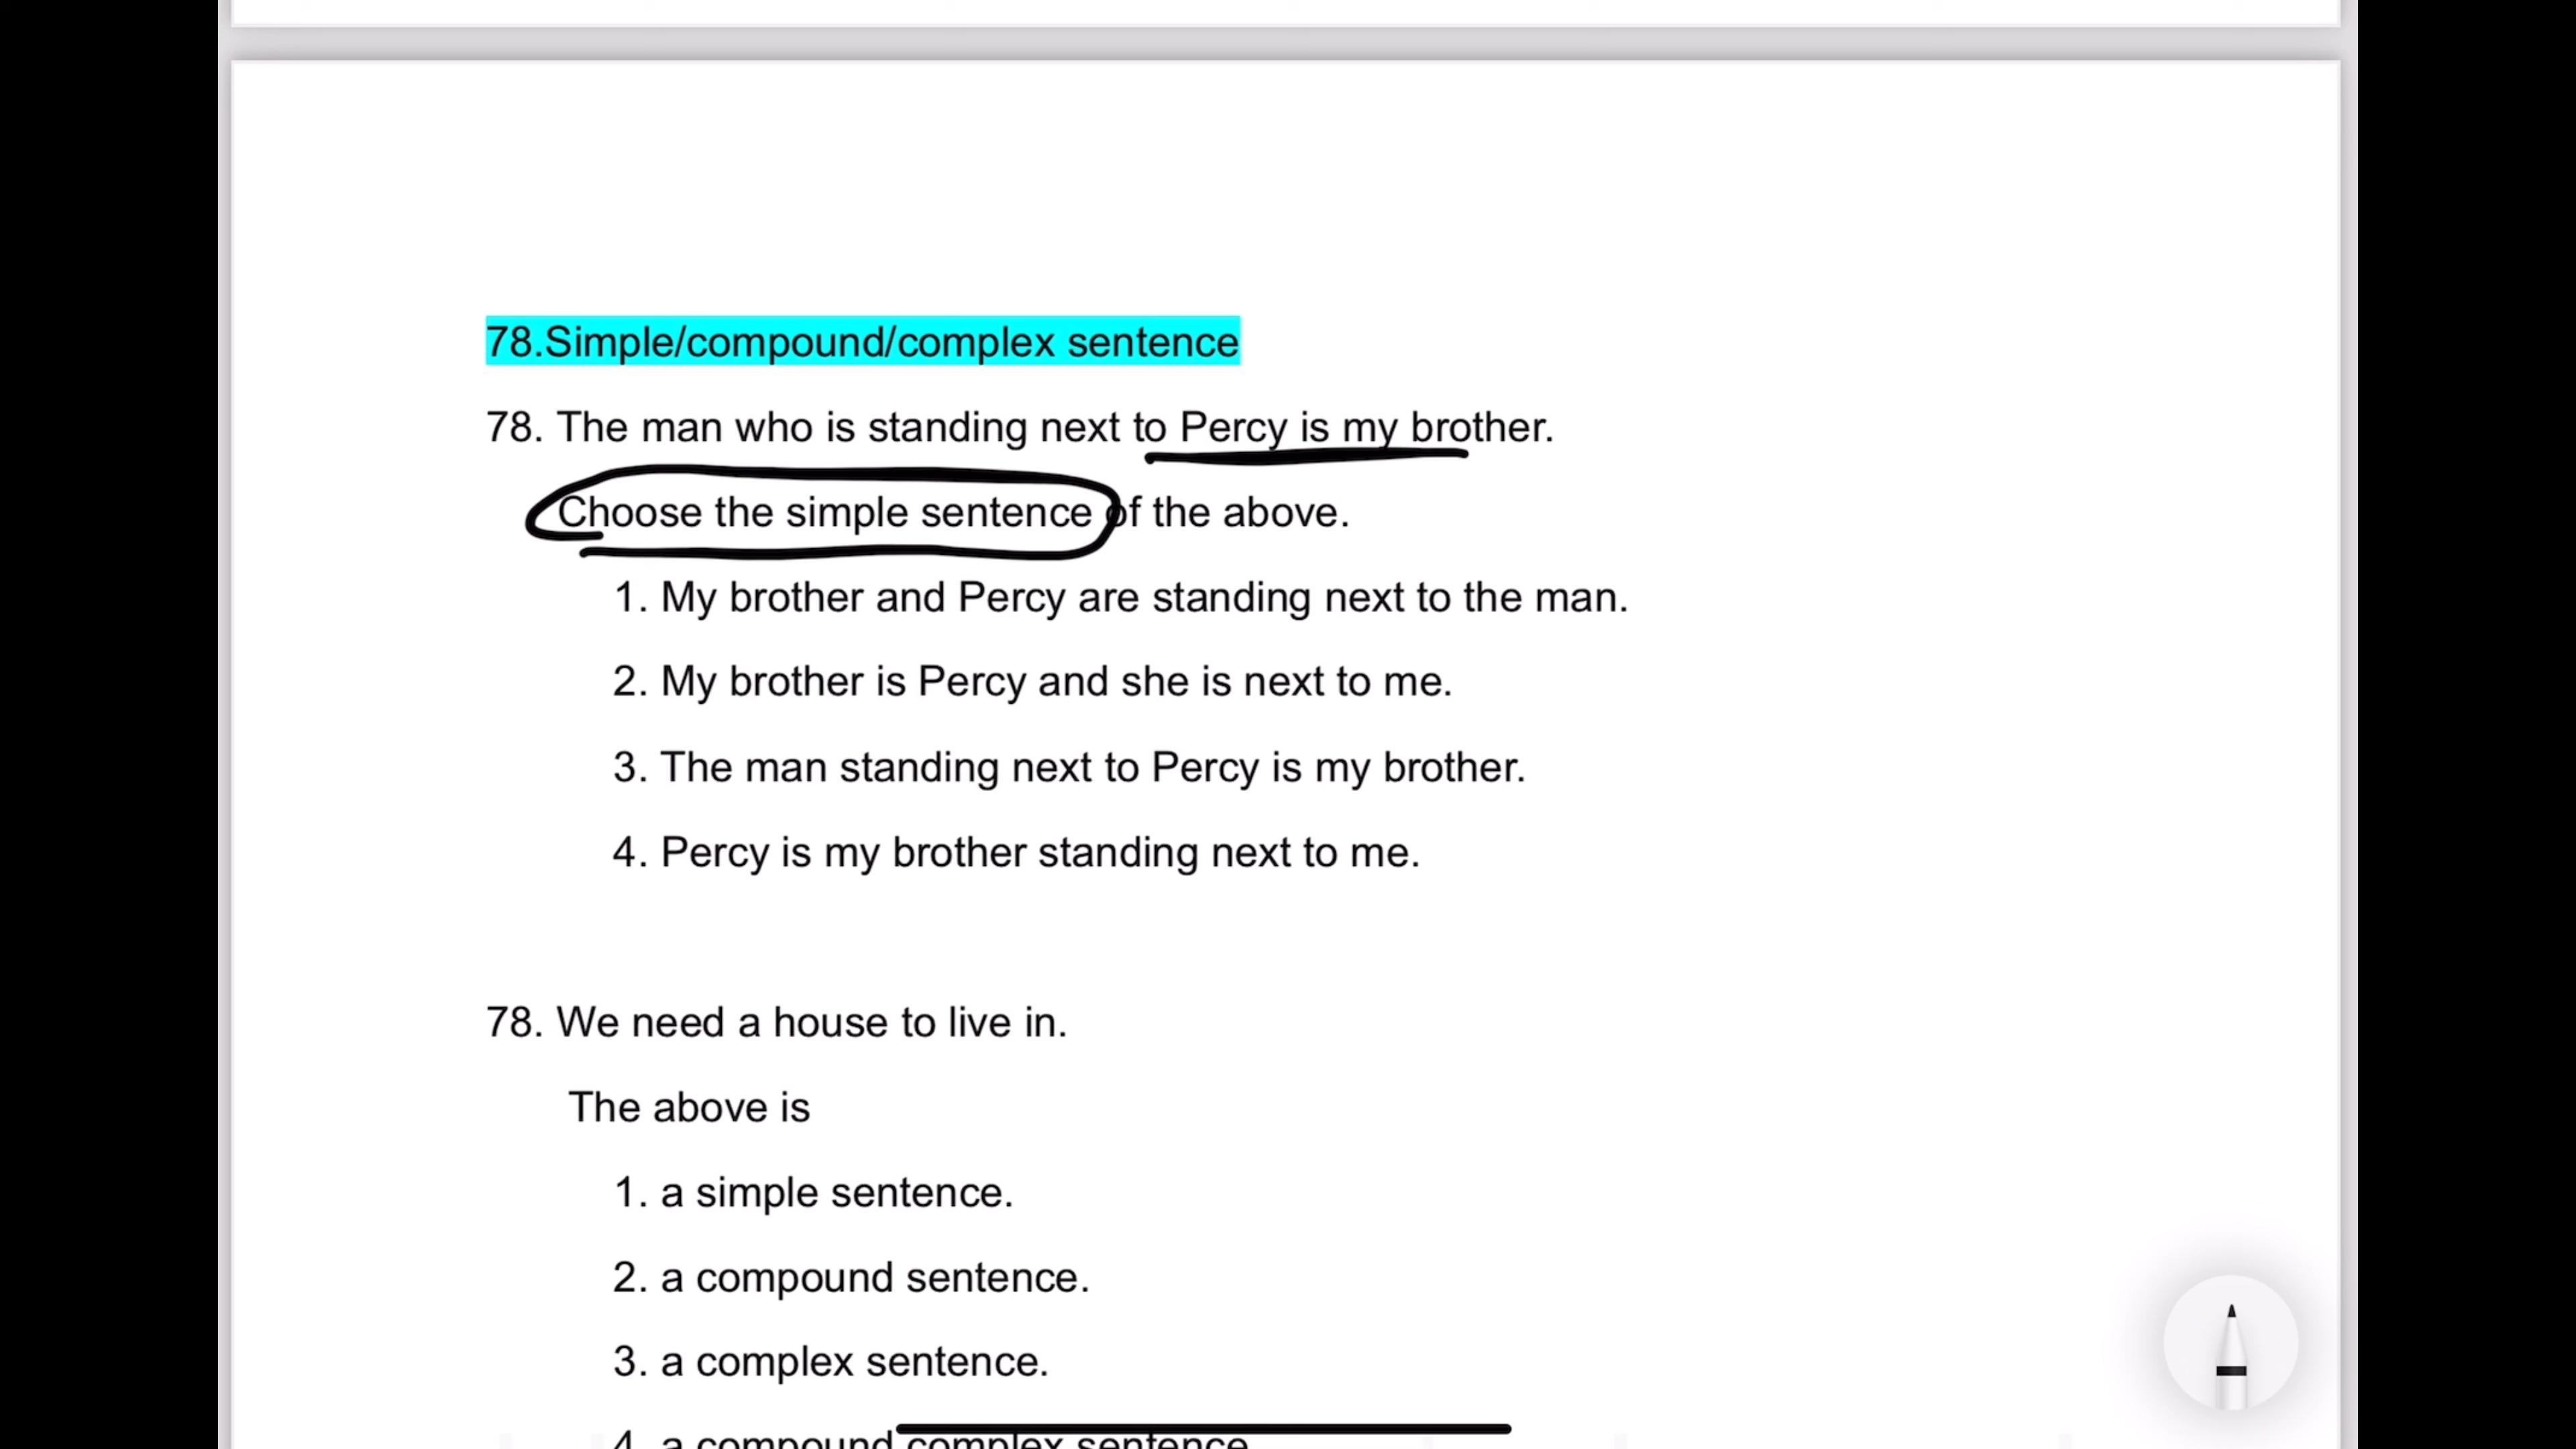 78.Simple/compound/complex sentence
78. The man who is standing next to Percy is my brother.
Choose the simple sentence of the above.
1. My brother and Percy are standing next to the man.
2. My brother is Percy and she is next to me.
3. The man standing next to Percy is my brother.
4. Percy is my brother standing next to me.
78. We need a house to live in.
The above is
1. a simple sentence.
2. a compound sentence.
3. a complex sentence.
4. a compound complex sentence